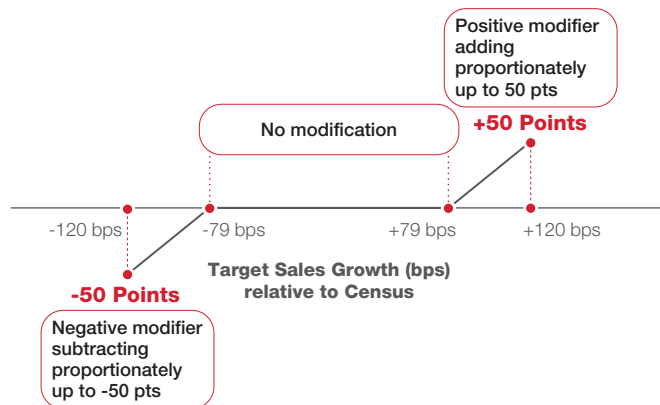 Positive modifier
adding
proportionately
up to 50 pts
+50 Points
No modification
-120 bps
-79 bps
+79 bps
+120 bps
Target Sales Growth (bps)
relative to Census
-50 Points
Negative modifier
subtracting
proportionately
up to -50 pts